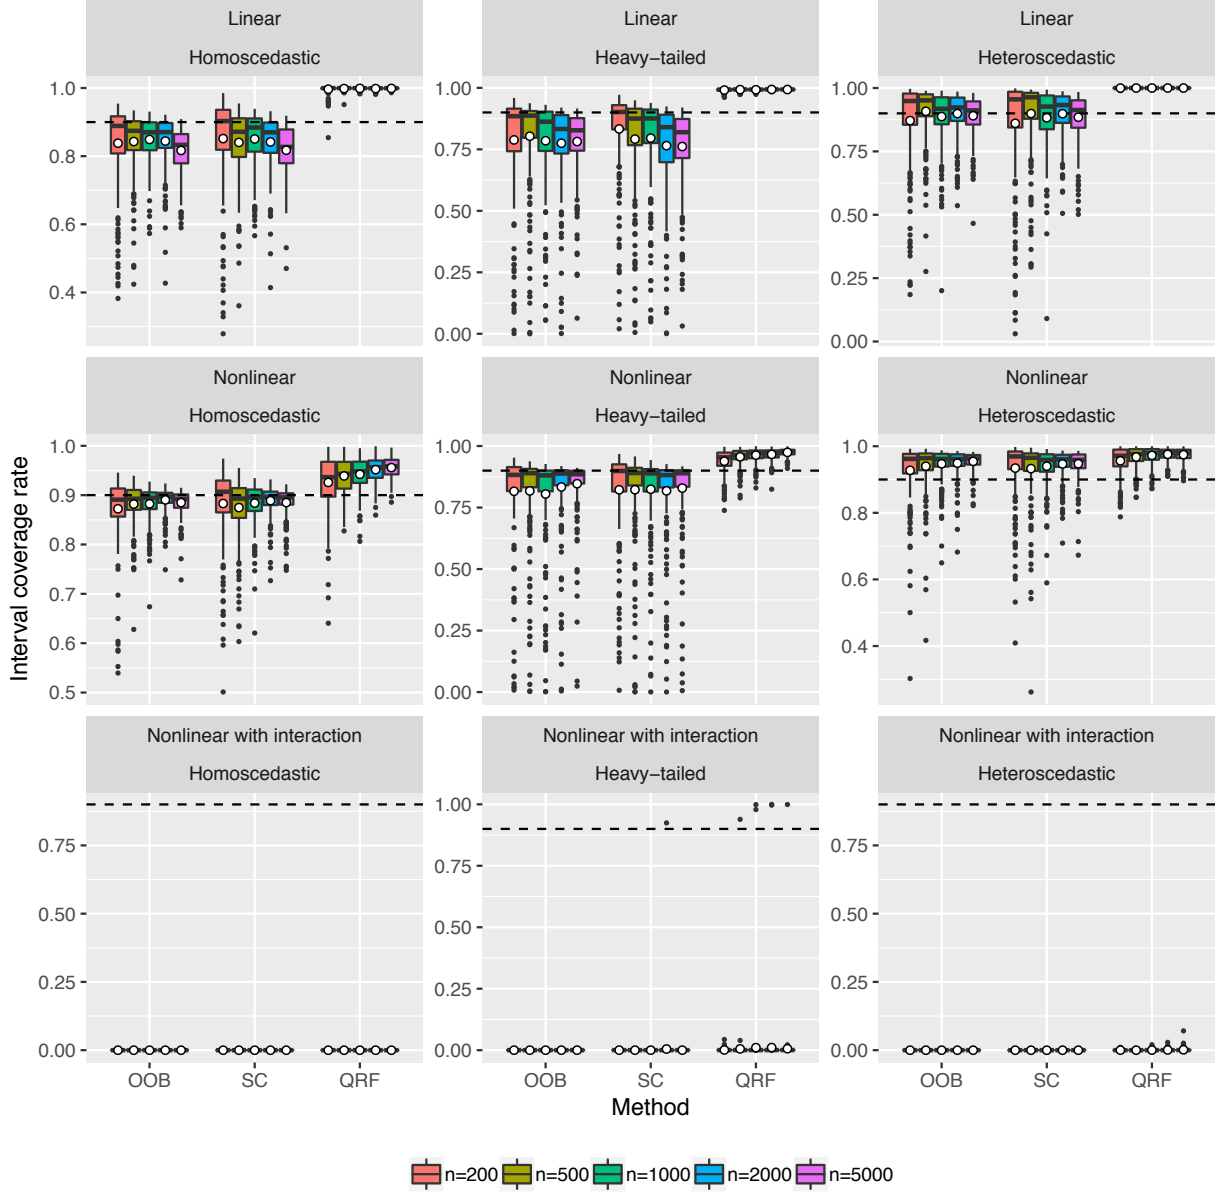 Linear
Homoscedastic
Linear
Heavy−tailed
Linear
Heteroscedastic
1.0
0.8
0.6
0.4
1.00
0.75
0.50
0.25
0.00
1.00
0.75
0.50
0.25
0.00
Nonlinear
Homoscedastic
Nonlinear
Heavy−tailed
Nonlinear
Heteroscedastic
Interval coverage rate
1.0
0.9
0.8
0.7
0.6
0.5
1.00
0.75
0.50
0.25
0.00
1.0
0.8
0.6
0.4
Nonlinear with interaction
Homoscedastic
Nonlinear with interaction
Heavy−tailed
Nonlinear with interaction
Heteroscedastic
0.75
0.50
0.25
0.00
1.00
0.75
0.50
0.25
0.00
0.75
0.50
0.25
0.00
OOB SC QRF
OOB SC QRF
OOB SC QRF
Method
n=200 n=500 n=1000 n=2000 n=5000